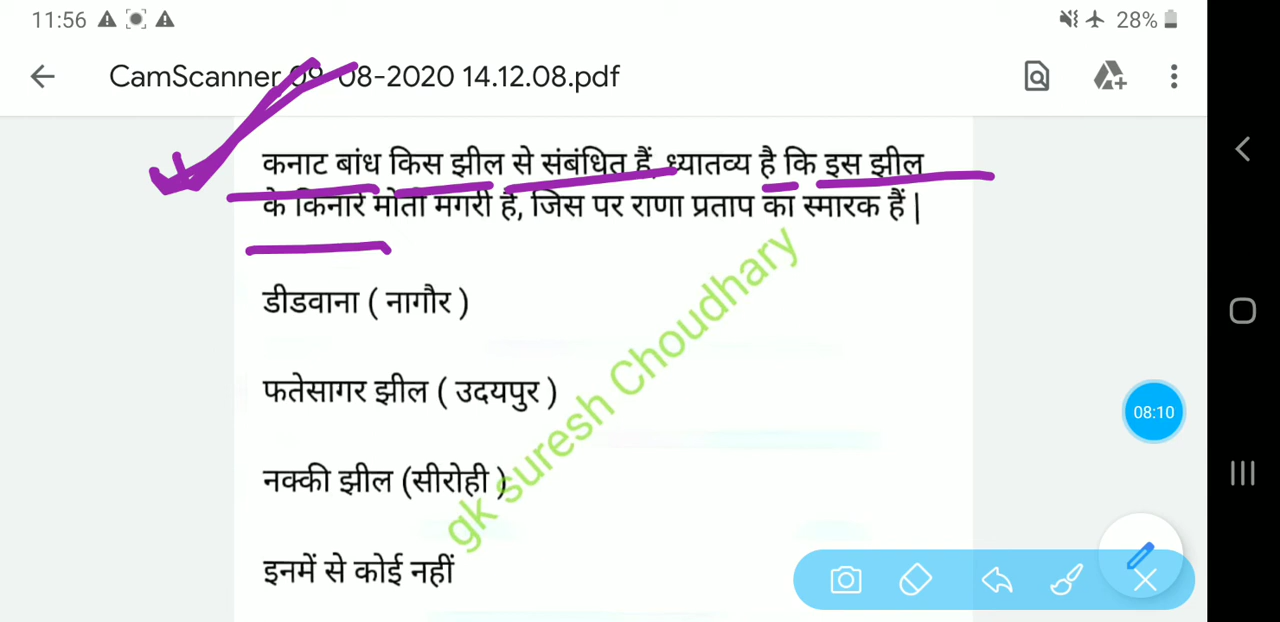 11:56
28%
CamScanner 09-08-2020 14.12.08.pdf
कनाट बांध किस झील से संबंधित हैं, ध्यातव्य है कि इस झील
के किनारे मोती मगरी है, जिस पर राणा प्रताप का स्मारक हैं |
डीडवाना ( नागौर )
फतेसागर झील ( उदयपुर )
08:10
नक्की झील (सीरोही )
इनमें से कोई नहीं
gk suresh Choudhary